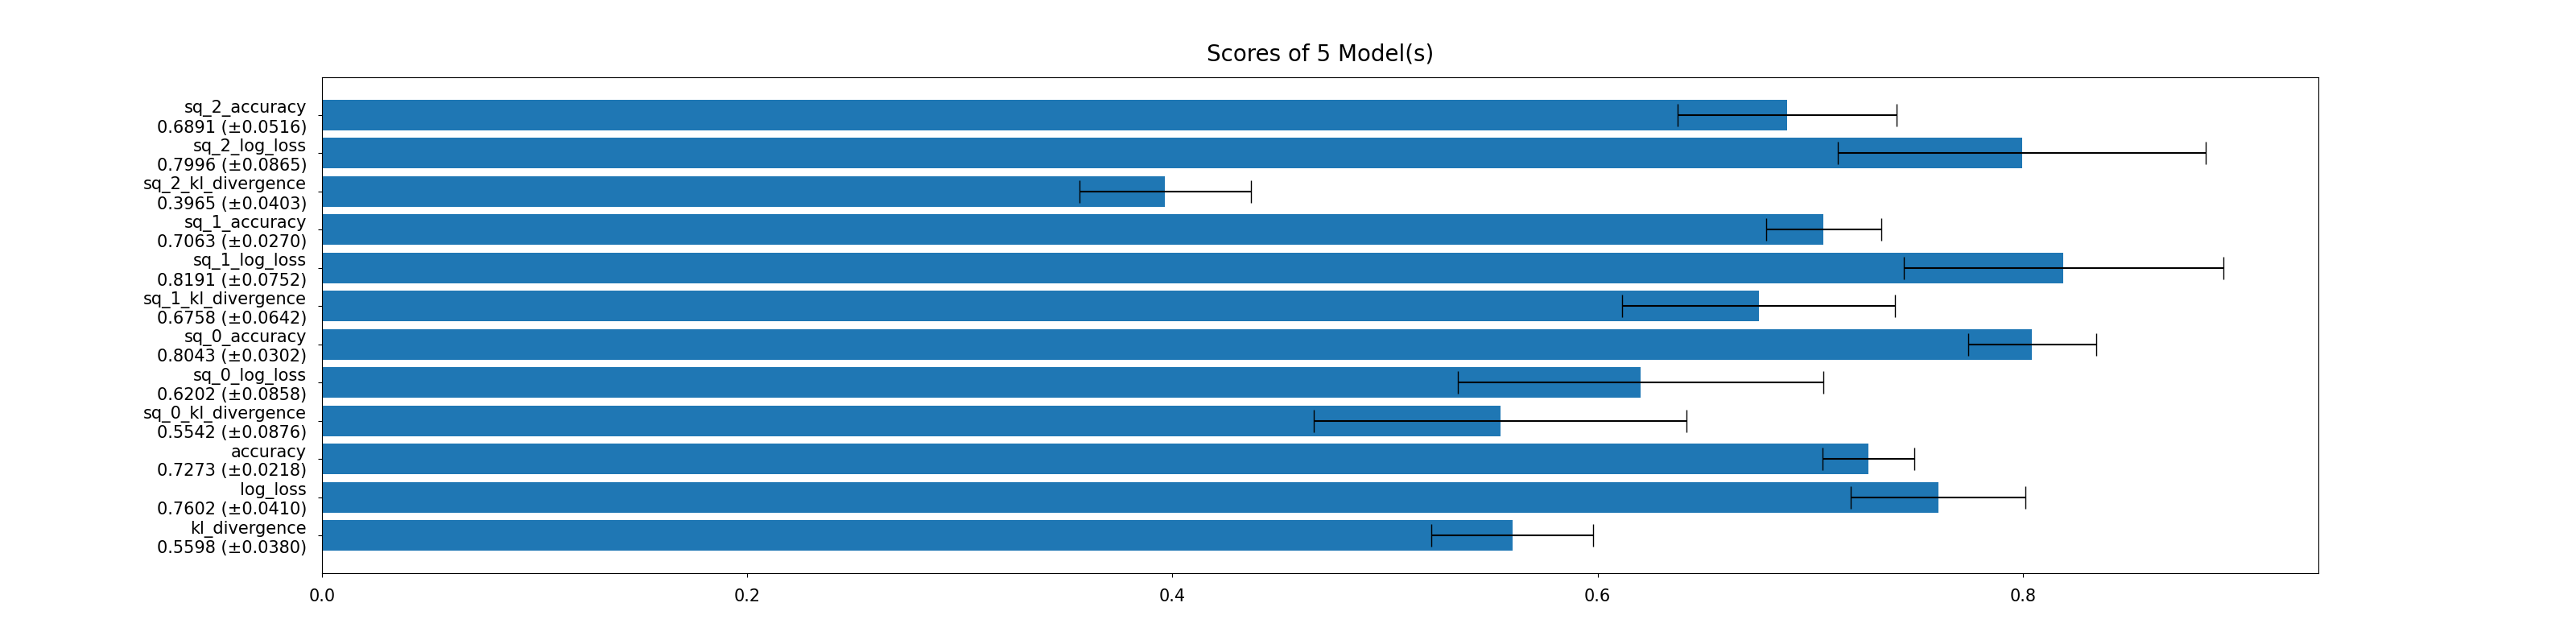 Scores of 5 Model(s)
sq_2_accuracy
0.6891 (±0.0516)
sq_2_log_loss
0.7996 (±0.0865)
sq_2_kl_divergence
0.3965 (±0.0403)
sq_1_accuracy
0.7063 (±0.0270)
sq_1_log_loss
0.8191 (±0.0752)
sq_1_kl_divergence
0.6758 (±0.0642)
sq_0_accuracy
0.8043 (±0.0302)
sq_0_log_loss
0.6202 (±0.0858)
sq_0_kl_divergence
0.5542 (±0.0876)
accuracy
0.7273 (±0.0218)
log_loss
0.7602 (±0.0410)
kl_divergence
0.5598 (±0.0380)
0.0 0.2 0.4 0.6 0.8